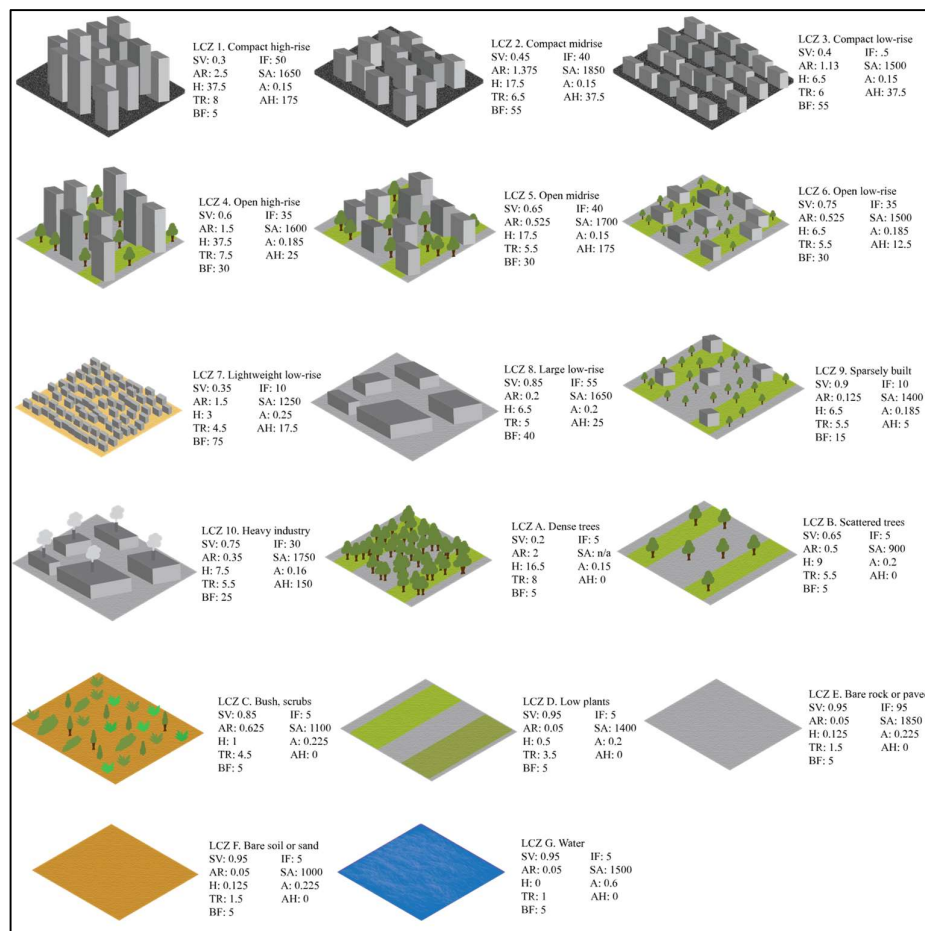 LCZ 1. Compact high-rise
SV: 0.3 IF: 50
AR: 2.5 SA: 1650
H: 37.5 A: 0.15
TR: 8 AH: 175
BF: 5
LCZ 2. Compact midrise
SV: 0.45 IF: 40
AR: 1.375 SA: 1850
H: 17.5 A: 0.15
TR: 6.5 AH: 37.5
BF: 55
LCZ 3. Compact low-rise
SV: 0.4 IF: .5
AR: 1.13 SA: 1500
H: 6.5 A: 0.15
TR: 6 AH: 37.5
BF: 55
LCZ 4. Open high-rise
SV: 0.6 IF: 35
AR: 1.5 SA: 1600
H: 37.5 A: 0.185
TR: 7.5 AH: 25
BF: 30
LCZ 5. Open midrise
SV: 0.65 IF: 40
AR: 0.525 SA: 1700
H: 17.5 A: 0.15
TR: 5.5 AH: 175
BF: 30
LCZ 6. Open low-rise
SV: 0.75 IF: 35
AR: 0.525 SA: 1500
H: 6.5 A: 0.185
TR: 5.5 AH: 12.5
BF: 30
LCZ 7. Lightweight low-rise
SV: 0.35 IF: 10
AR: 1.5 SA: 1250
H: 3 A: 0.25
TR: 4.5 AH: 17.5
BF: 75
LCZ 8. Large low-rise
SV: 0.85 IF: 55
AR: 0.2 SA: 1650
H: 6.5 A: 0.2
TR: 5 AH: 25
BF: 40
LCZ 9. Sparsely built
SV: 0.9 IF: 10
AR: 0.125 SA: 1400
H: 6.5 A: 0.185
TR: 5.5 AH: 5
BF: 15
LCZ 10. Heavy industry
SV: 0.75 IF: 30
AR: 0.35 SA: 1750
H: 7.5 A: 0.16
TR: 5.5 AH: 150
BF: 25
LCZ A. Dense trees
SV: 0.2 IF: 5
AR: 2 SA: n/a
H: 16.5 A: 0.15
TR: 8 AH: 0
BF: 5
LCZ B. Scattered trees
SV: 0.65 IF: 5
AR: 0.5 SA: 900
H: 9 A: 0.2
TR: 5.5 AH: 0
BF: 5
LCZ C. Bush, scrubs
SV: 0.85 IF: 5
AR: 0.625 SA: 1100
H: 1 A: 0.225
TR: 4.5 AH: 0
BF: 5
LCZ D. Low plants
SV: 0.95 IF: 5
AR: 0.05 SA: 1400
H: 0.5 A: 0.2
TR: 3.5 AH: 0
BF: 5
LCZ E. Bare rock or pave
SV: 0.95 IF: 95
AR: 0.05 SA: 1850
H: 0.125 A: 0.225
TR: 1.5 AH: 0
BF: 5
LCZ F. Bare soil or sand
SV: 0.95 IF: 5
AR: 0.05 SA: 1000
H: 0.125 A: 0.225
TR: 1.5 AH: 0
BF: 5
LCZ G. Water
SV: 0.95 IF: 5
AR: 0.05 SA: 1500
H: 0 A: 0.6
TR: 1 AH: 0
BF: 5